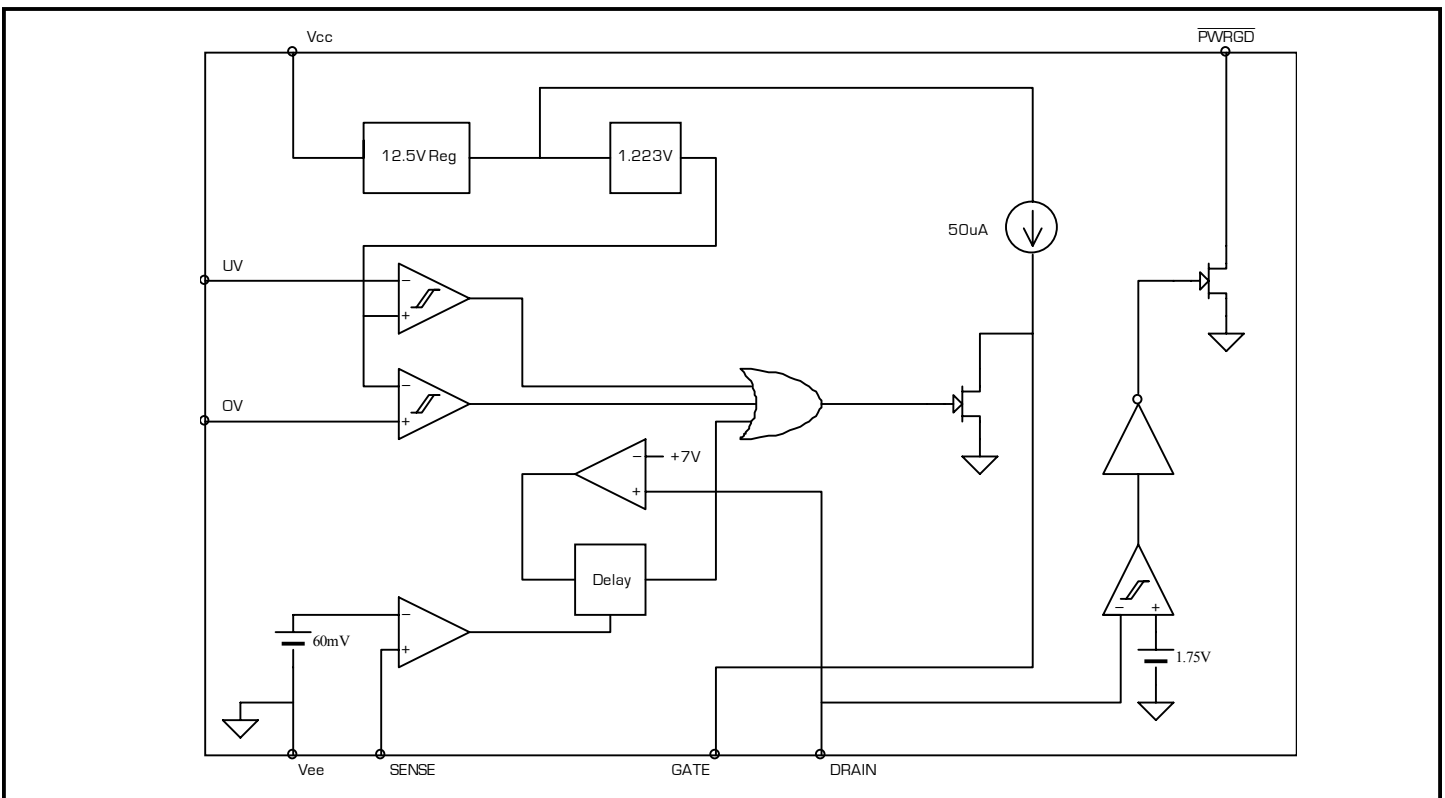 Vcc
PWRGD
12.5V Reg
1.223V
50uA
UV
−
+
−
OV
+
− +7V
+
Delay
−
60mV
+
− +
1.75V
Vee
SENSE
GATE
DRAIN